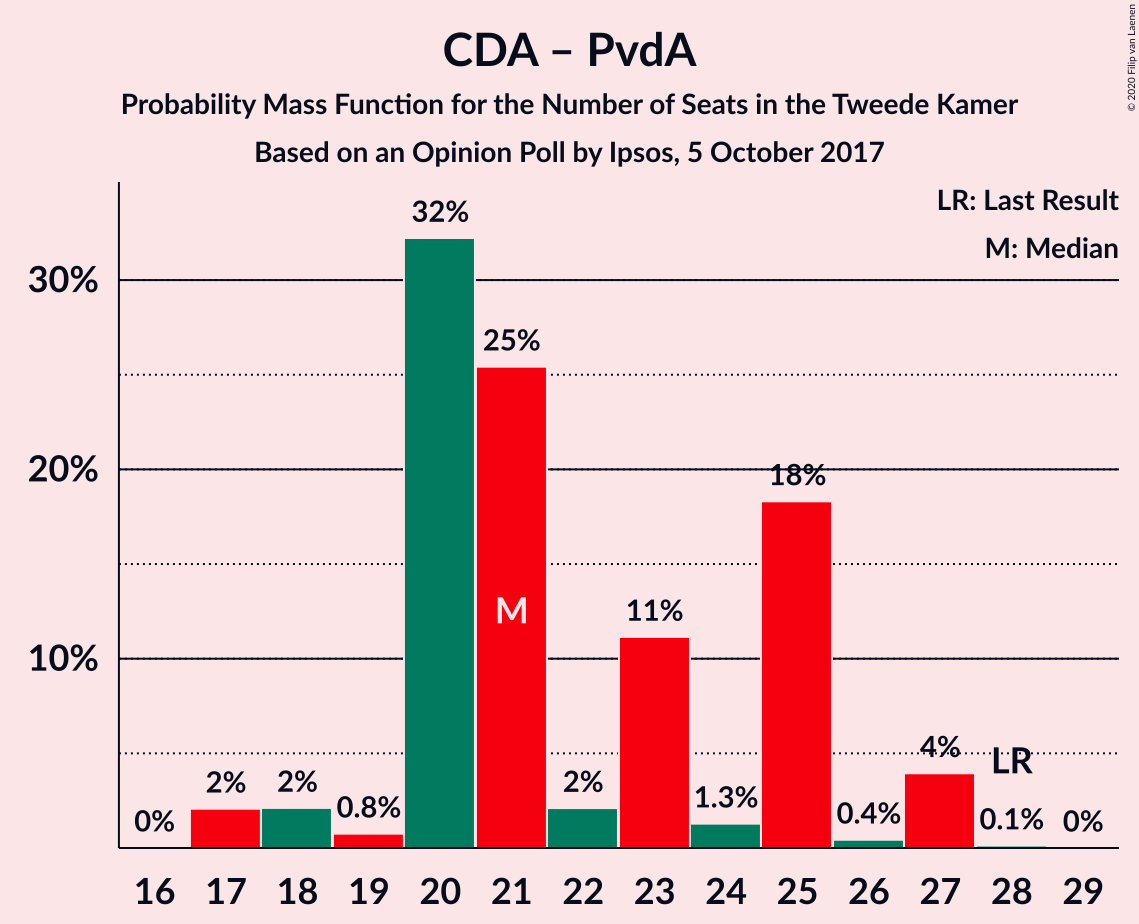 CDA – PvdA
Probability Mass Function for the Number of Seats in the Tweede Kamer
Based on an Opinion Poll by Ipsos, 5 October 2017
© 2020 Filip van Laenen
LR: Last Result
M: Median
30%
20%
10%
0%
2%
2%
0.8%
32%
25%
M
2%
11%
1.3%
18%
0.4%
4%
LR
0.1%
0%
16 17 18 19 20 21 22 23 24 25 26 27 28 29